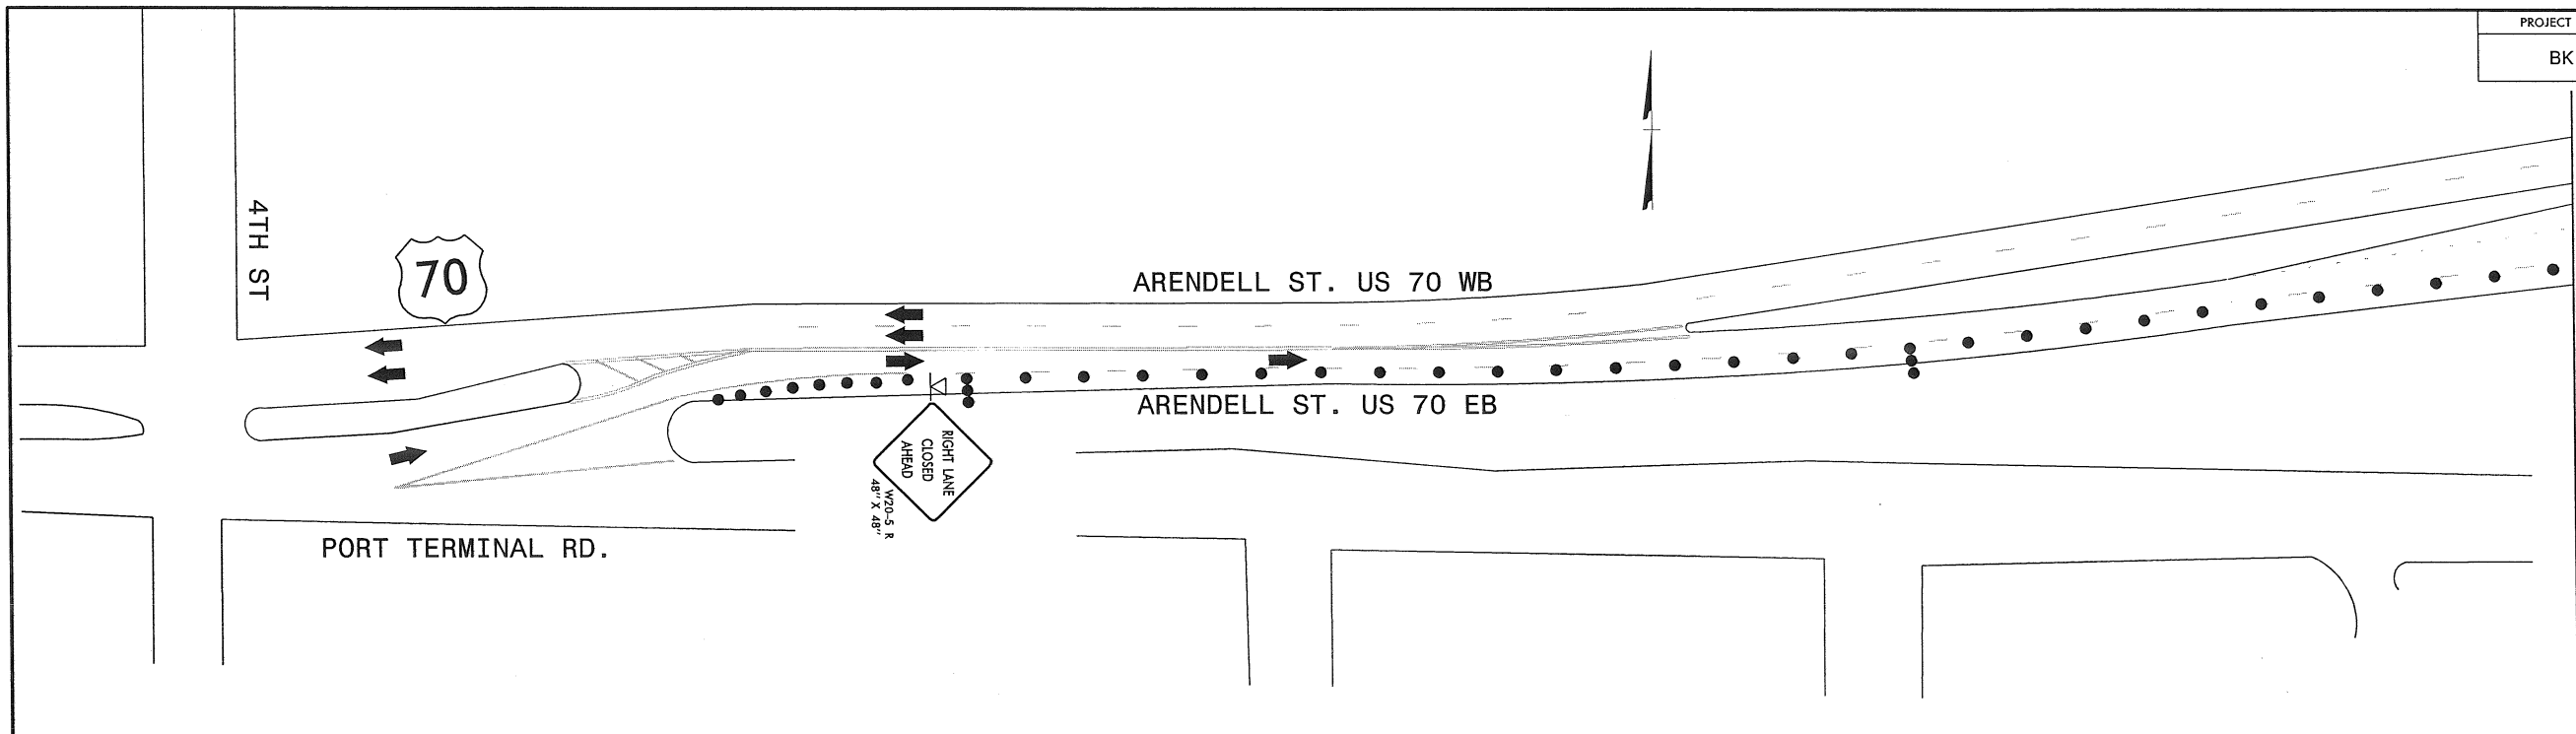 PROJECT
BK
4TH ST
70
ARENDELL ST. US 70 WB
ARENDELL ST. US 70 EB
RIGHT LANE
CLOSED
AHEAD
W20-5 R
48" X 48"
PORT TERMINAL RD.